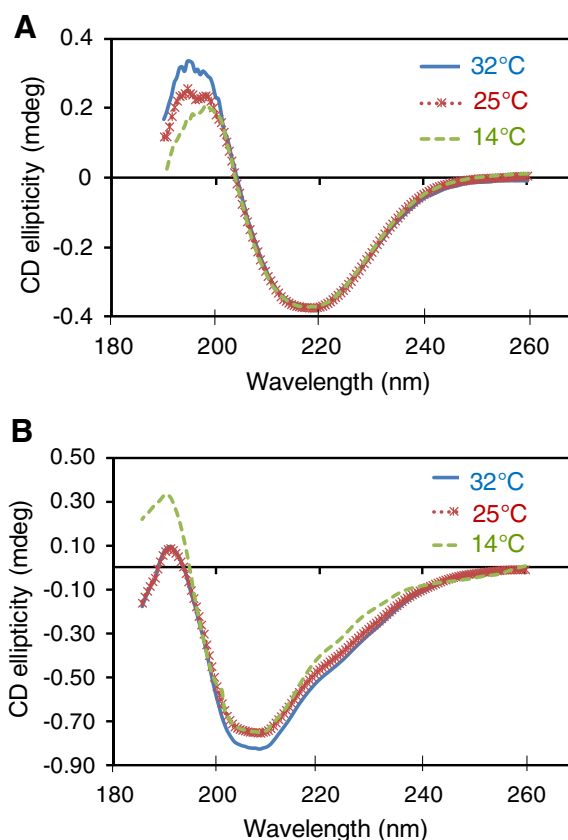 A
0.4
0.2
0
-0.2
-0.4
CD ellipticity (mdeg)
32°C
25°C
14°C
180
200
220
240
260
Wavelength (nm)
B
0.50
0.30
0.10
-0.10
-0.30
-0.50
-0.70
-0.90
CD ellipticity (mdeg)
32°C
25°C
14°C
180
200
220
240
260
Wavelength (nm)